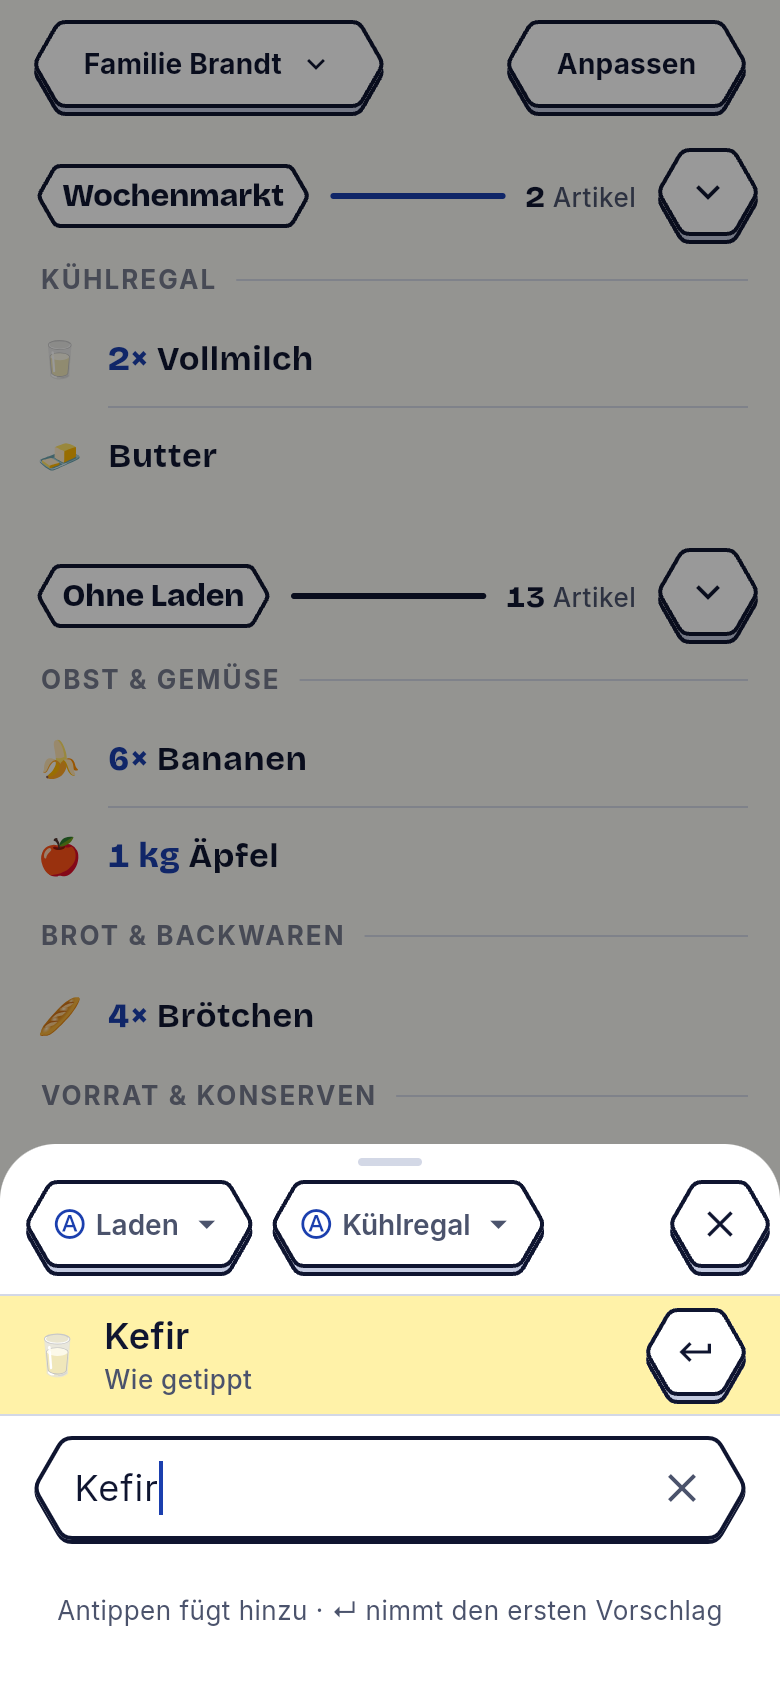 Familie Brandt
Anpassen
Wochenmarkt
2 Artikel
KÜHLREGAL
2× Vollmilch
Butter
Ohne Laden
13 Artikel
OBST & GEMÜSE
6× Bananen
1 kg Äpfel
BROT & BACKWAREN
4× Brötchen
VORRAT & KONSERVEN
A Laden
A Kühlregal
Kefir
Wie getippt
Kefir
Antippen fügt hinzu · ↵ nimmt den ersten Vorschlag